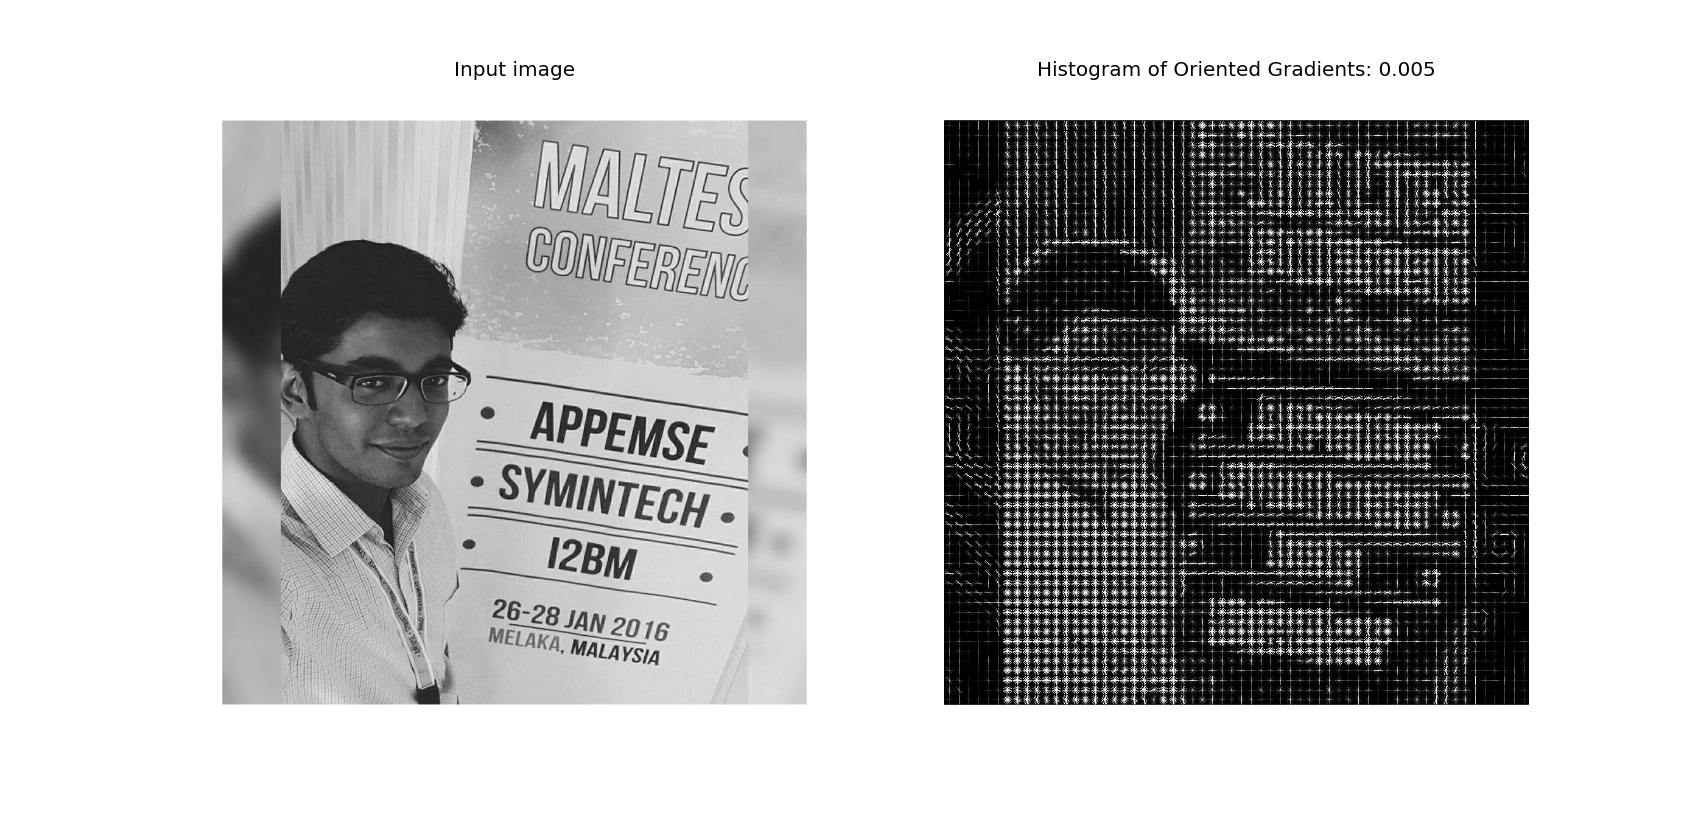 Input image
Histogram of Oriented Gradients: 0.005
MALTES
CONFERENC
APPEMSE
SYMINTECH
I2BM
26-28 JAN 2016
MELAKA, MALAYSIA